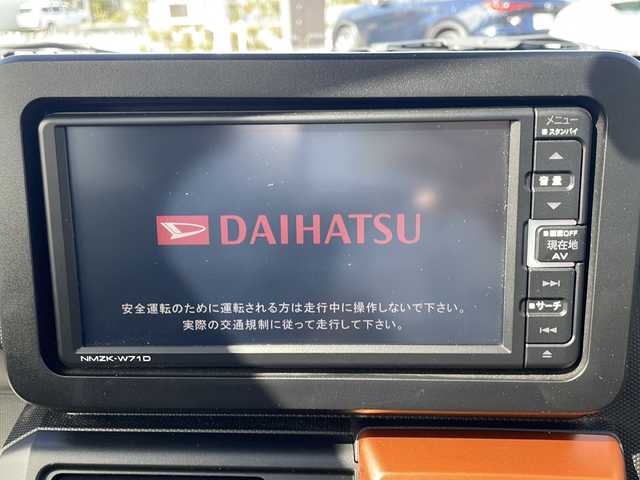 メニュー
スタンバイ
音量
DAIHATSU
画面OFF
現在地
AV
安全運転のために運転される方は走行中に操作しないで下さい。
サーチ
実際の交通規制に従って走行して下さい。
NMZK-W71D